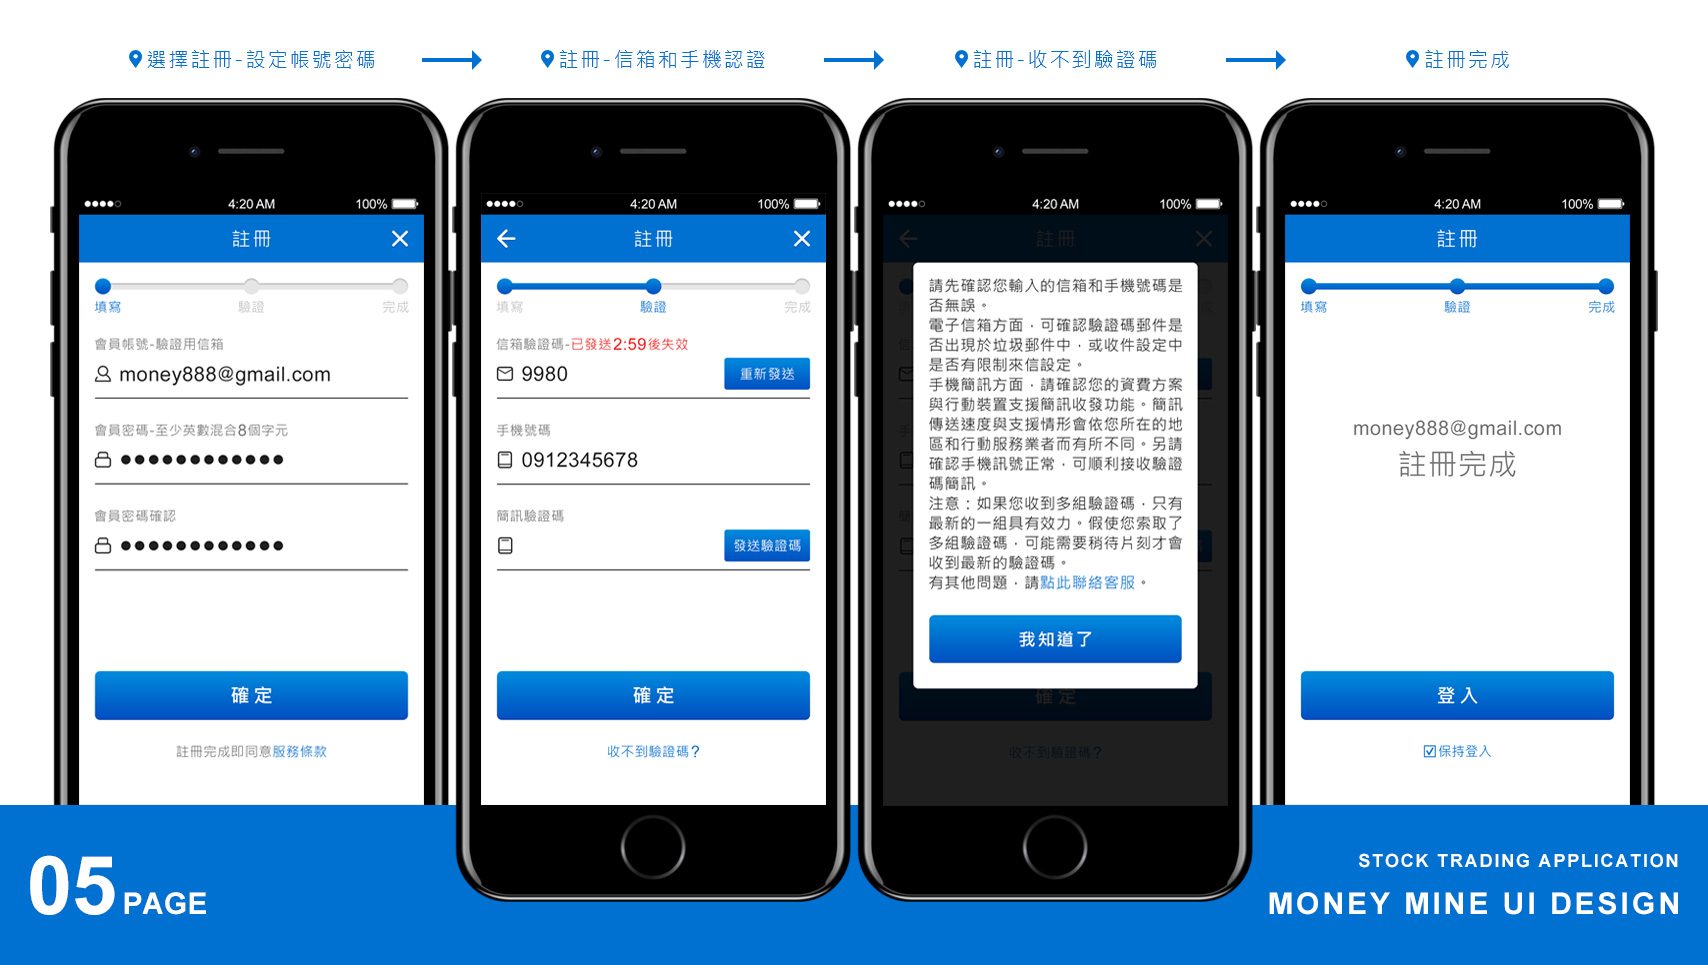 選擇註冊-設定帳號密碼
註冊-信箱和手機認證
註冊-收不到驗證碼
註冊完成
4:20 AM
100%
註冊
填寫
驗證
完成
會員帳號-驗證用信箱
money888@gmail.com
會員密碼-至少英數混合8個字元
●●●●●●●●●●●●
會員密碼確認
●●●●●●●●●●●●
確定
註冊完成即同意服務條款
4:20 AM
100%
註冊
填寫
驗證
完成
信箱驗證碼-已發送2:59後失效
9980
重新發送
手機號碼
0912345678
簡訊驗證碼
發送驗證碼
確定
收不到驗證碼?
4:20 AM
100%
註冊
請先確認您輸入的信箱和手機號碼是
否無誤。
電子信箱方面，可確認驗證碼郵件是
否出現於垃圾郵件中，或收件設定中
是否有限制來信設定。
手機簡訊方面，請確認您的資費方案
與行動裝置支援簡訊收發功能。簡訊
傳送速度與支援情形會依您所在的地
區和行動服務業者而有所不同。另請
確認手機訊號正常，可順利接收驗證
碼簡訊。
注意：如果您收到多組驗證碼，只有
最新的一組具有效力。假使您索取了
多組驗證碼，可能需要稍待片刻才會
收到最新的驗證碼。
有其他問題，請點此聯絡客服。
我知道了
確定
收不到驗證碼?
4:20 AM
100%
註冊
填寫
驗證
完成
money888@gmail.com
註冊完成
登入
保持登入
05 PAGE
STOCK TRADING APPLICATION
MONEY MINE UI DESIGN